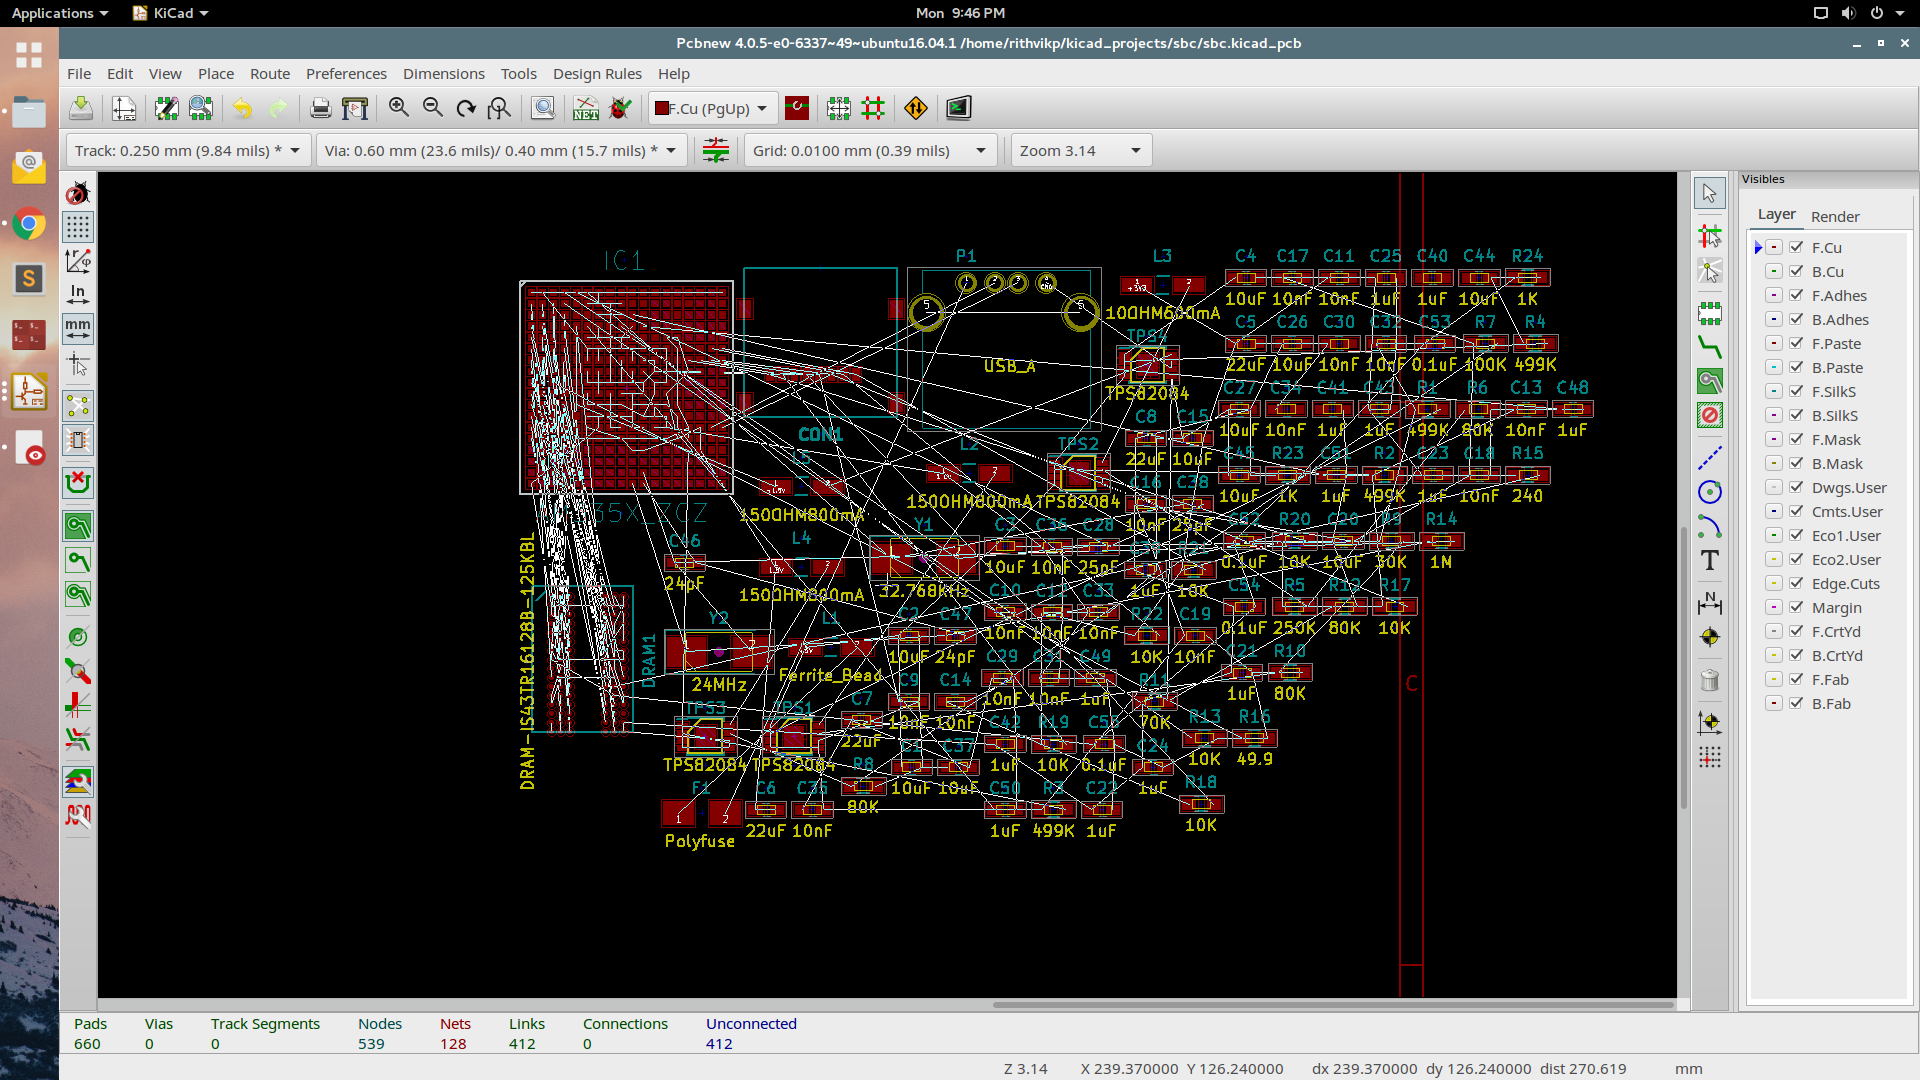 Applications
KiCad
Mon 9:46 PM
Pcbnew 4.0.5-e0-6337~49~ubuntu16.04.1 /home/rithvikp/kicad_projects/sbc/sbc.kicad_pcb
File Edit View Place Route Preferences Dimensions Tools Design Rules Help
NET
F.Cu (PgUp)
Track: 0.250 mm (9.84 mils) *
Via: 0.60 mm (23.6 mils)/ 0.40 mm (15.7 mils) *
Grid: 0.0100 mm (0.39 mils)
Zoom 3.14
In
mm
S
T
N
Visibles
Layer Render
F.Cu
B.Cu
F.Adhes
B.Adhes
F.Paste
B.Paste
F.SilkS
B.SilkS
F.Mask
B.Mask
Dwgs.User
Cmts.User
Eco1.User
Eco2.User
Edge.Cuts
Margin
F.CrtYd
B.CrtYd
F.Fab
B.Fab
IC1 P1 L3 C4 C17 C11 C25 C40 C44 R24
10uF 10nF 10nF 1uF 1uF 10uF 1K
10OHM600mA
TPS4 C5 C26 C30 C32 C53 R7 R4
USB_A
22uF 10uF 10nF 10uF 0.1uF 100K 499K
TPS82084 C27 C34 C41 C43 R1 R6 C13 C48
C8 C15 10uF 10nF 1uF 1uF 499K 80K 10nF 1uF
CON1 L2 TPS2
22uF 10uF C45 R23 C51 R2 C23 C18 R15
L5 C16 C38 10uF 1K 1uF 499K 1uF 10nF 240
150OHM800mA 150OHM800mA TPS82084
Y1 C3 C36 C28 10nF 25uF C52 R20 C20 R9 R14
C46 L4
10uF 10nF 25nF 0.1uF 10K 10uF 30K 1M
24pF 150OHM800mA 32.768KHz C10 C12 C33 1uF 10K C54 R5 R12 R17
Y2 L1 C2 C47 10nF 10nF 10nF R22 C19 0.1uF 250K 80K 10K
DRAM1
10uF 24pF C29 C31 C49 10K 10nF C21 R10
24MHz Ferrite_Bead C9 C14 10nF 10nF 1uF R11 1uF 80K
TPS3 TPS1 C7 10nF 10nF C42 R19 C55 70K R13 R16
22uF C1 C37 1uF 10K 0.1uF C24 10K 49.9
TPS82084 TPS82084 R8 10uF 10uF C50 R3 C22 1uF R18
F1 C6 C35 80K
22uF 10nF 1uF 499K 1uF 10K
Polyfuse
DRAM-IS43TR16128B-125KBL
C
Pads Vias Track Segments Nodes Nets Links Connections Unconnected
660 0 0 539 128 412 0 412
Z 3.14 X 239.370000 Y 126.240000 dx 239.370000 dy 126.240000 dist 270.619 mm